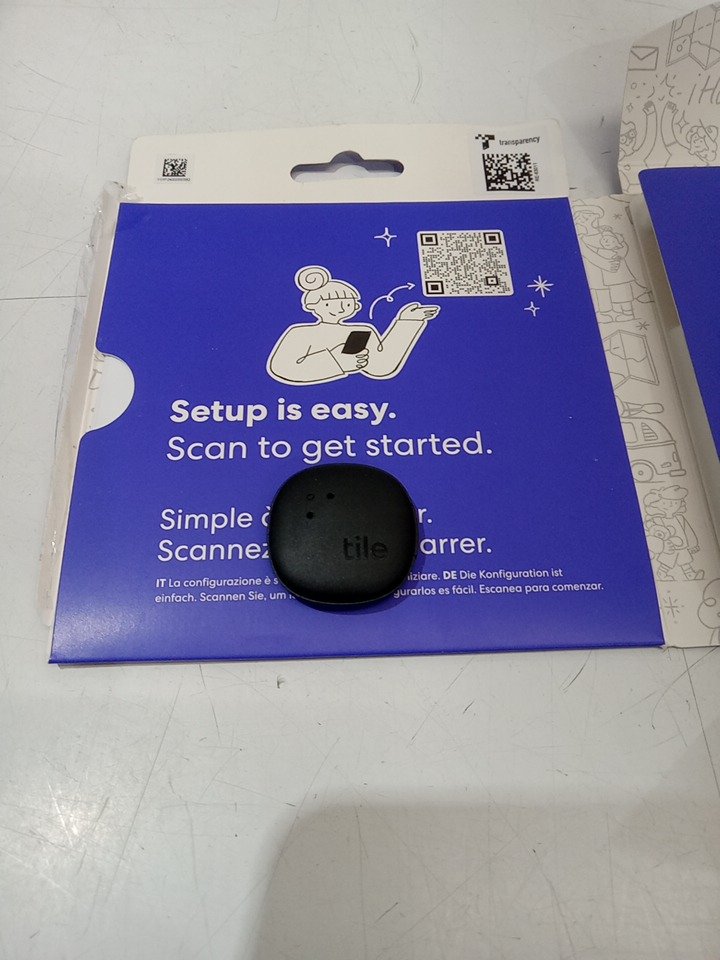 transparency
¡H
Setup is easy.
Scan to get started.
Simple à r.
Scannez arrer.
tile
IT La configurazione è s niziare. DE Die Konfiguration ist
einfach. Scannen Sie, um gurarlos es fácil. Escanea para comenzar.